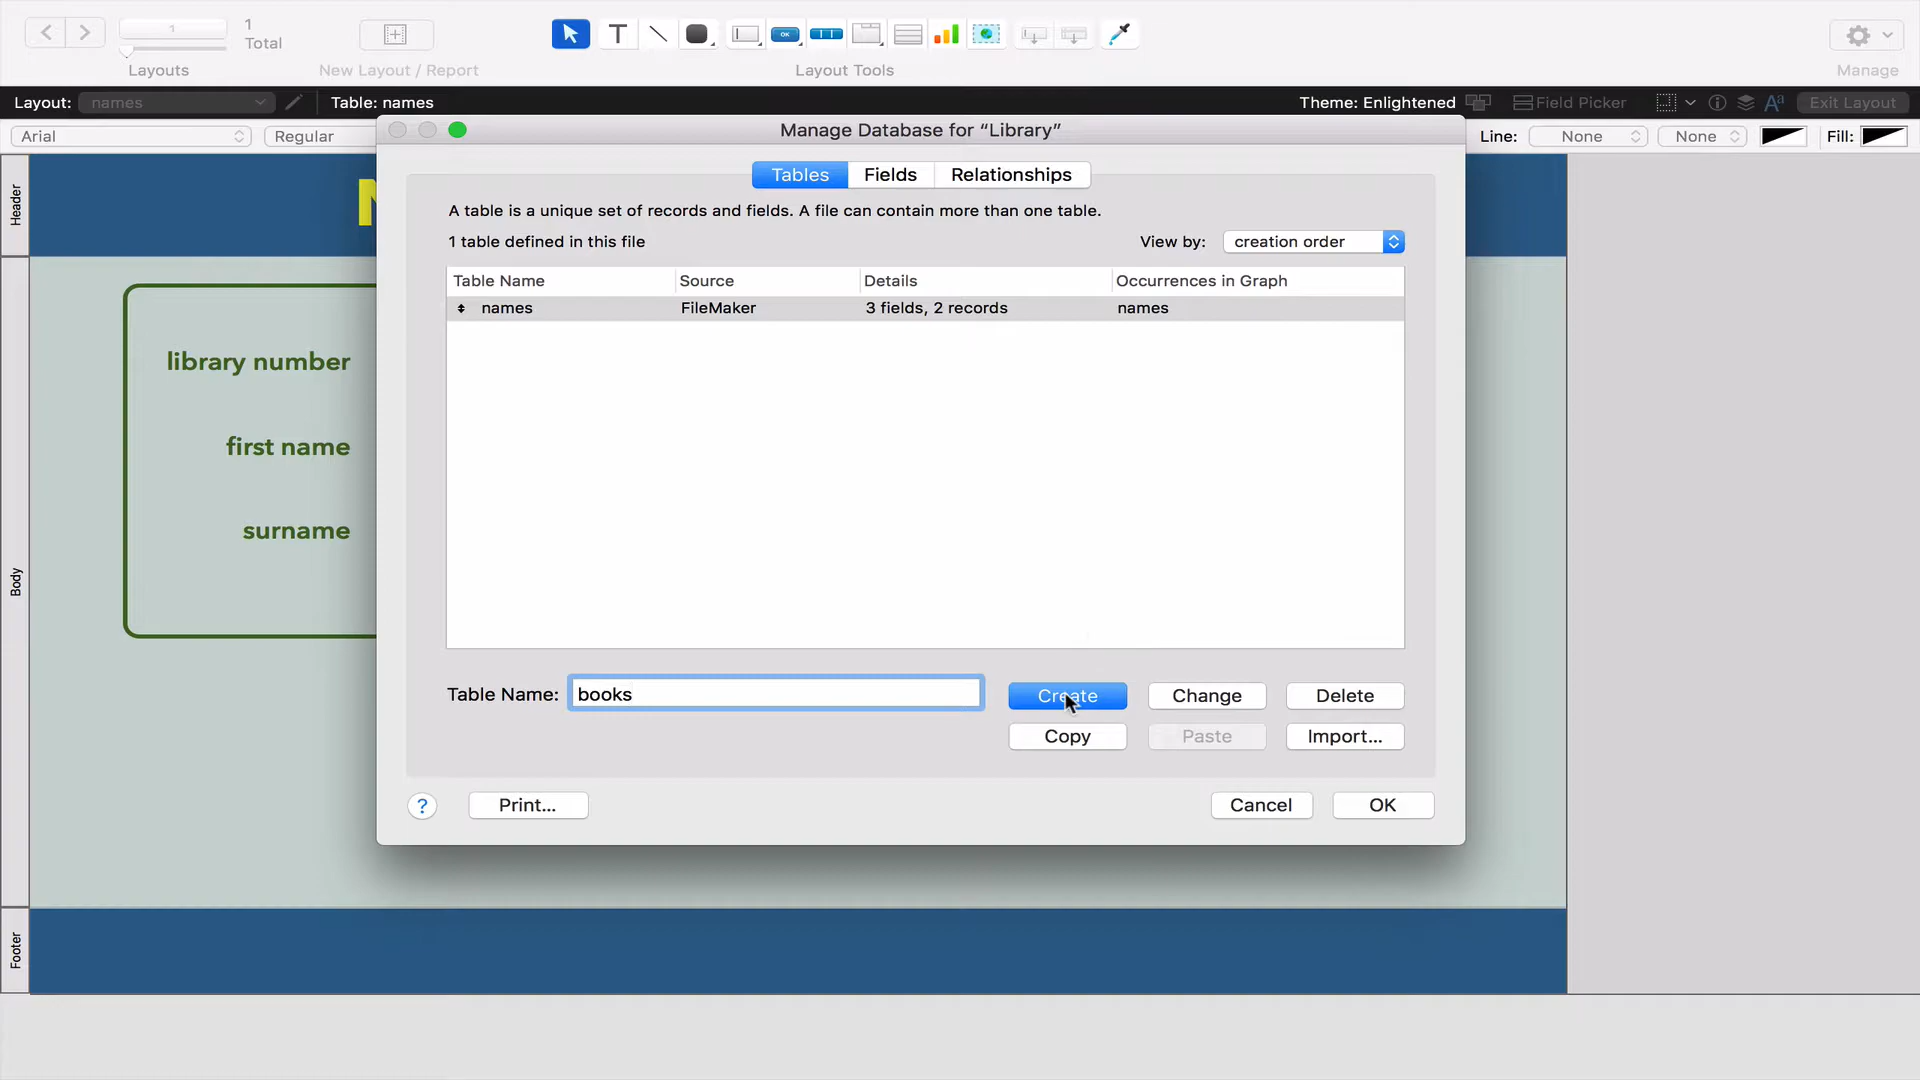 1
1
Total
Layouts
New Layout / Report
OK
Layout Tools
Manage
Layout: names
Table: names
Theme: Enlightened
Field Picker
Aª
Exit Layout
Arial
Regular
Line: None
None
Fill:
Manage Database for “Library”
Tables
Fields
Relationships
A table is a unique set of records and fields. A file can contain more than one table.
1 table defined in this file
View by: creation order
Table Name
Source
Details
Occurrences in Graph
names
FileMaker
3 fields, 2 records
names
Table Name: books
Create
Change
Delete
Copy
Paste
Import...
?
Print...
Cancel
OK
Header
N
library number
first name
surname
Body
Footer